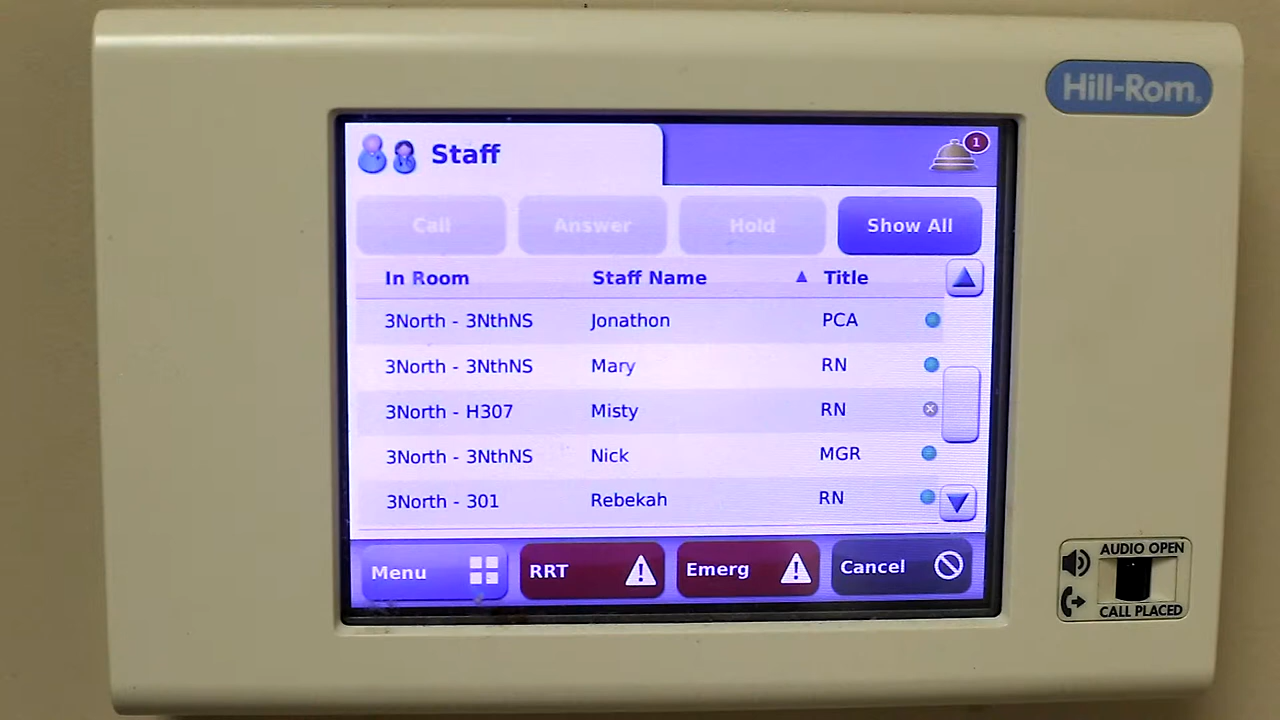 Hill-Rom
Staff
1
Call Answer Hold Show All
In Room Staff Name Title
3North - 3NthNS Jonathon PCA
3North - 3NthNS Mary RN
3North - H307 Misty RN
3North - 3NthNS Nick MGR
3North - 301 Rebekah RN
Menu RRT Emerg Cancel
AUDIO OPEN
CALL PLACED